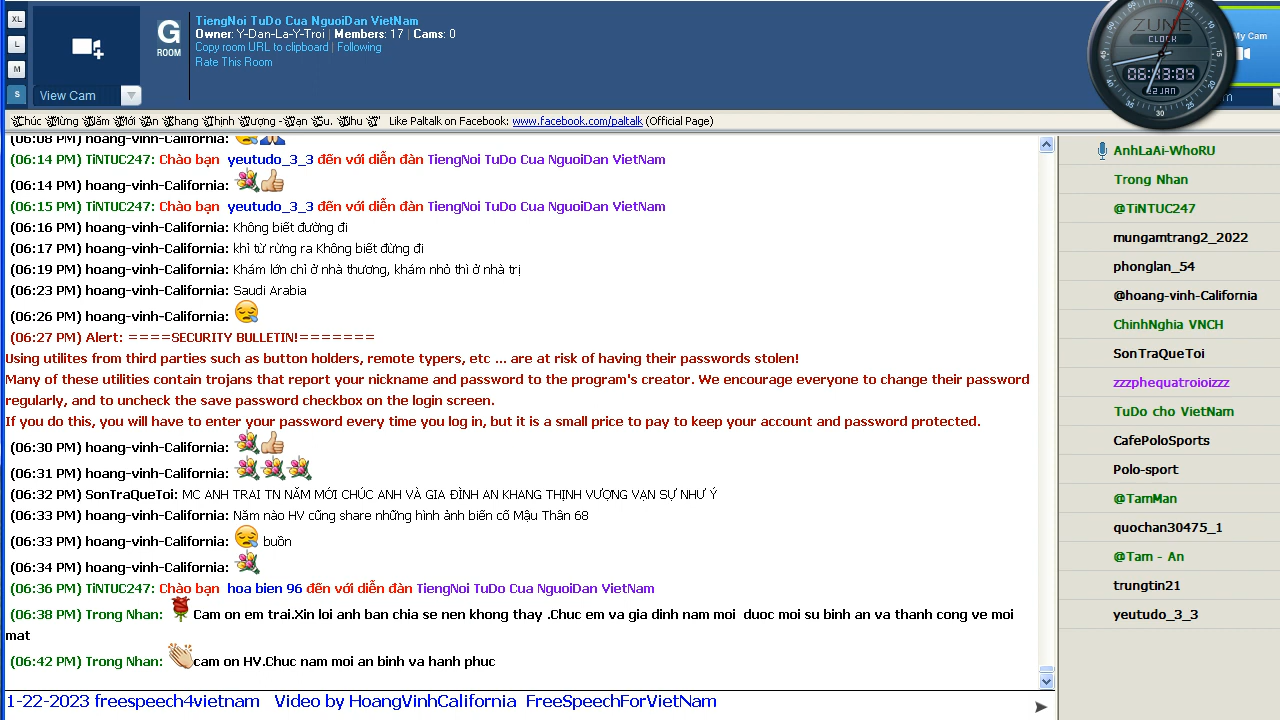 XL
L
M
S
View Cam
G
ROOM
TiengNoi TuDo Cua NguoiDan VietNam
Owner: Y-Dan-La-Y-Troi | Members: 17 | Cams: 0
Copy room URL to clipboard | Following
Rate This Room
ZUNE
CLOCK
06:43:04
22 JAN
My Cam
Like Paltalk on Facebook: www.facebook.com/paltalk (Official Page)
(06:08 PM) hoang-vinh-California:
(06:14 PM) TiNTUC247: Chào bạn yeutudo_3_3 đến với diễn đàn TiengNoi TuDo Cua NguoiDan VietNam
(06:14 PM) hoang-vinh-California:
(06:15 PM) TiNTUC247: Chào bạn yeutudo_3_3 đến với diễn đàn TiengNoi TuDo Cua NguoiDan VietNam
(06:16 PM) hoang-vinh-California: Không biết đường đi
(06:17 PM) hoang-vinh-California: khỉ từ rừng ra Không biết đừng đi
(06:19 PM) hoang-vinh-California: Khám lớn chỉ ở nhà thương, khám nhỏ thì ở nhà trị
(06:23 PM) hoang-vinh-California: Saudi Arabia
(06:26 PM) hoang-vinh-California:
(06:27 PM) Alert: ====SECURITY BULLETIN!=======
Using utilites from third parties such as button holders, remote typers, etc ... are at risk of having their passwords stolen!
Many of these utilities contain trojans that report your nickname and password to the program's creator. We encourage everyone to change their password
regularly, and to uncheck the save password checkbox on the login screen.
If you do this, you will have to enter your password every time you log in, but it is a small price to pay to keep your account and password protected.
(06:30 PM) hoang-vinh-California:
(06:31 PM) hoang-vinh-California:
(06:32 PM) SonTraQueToi: MC ANH TRAI TN NĂM MỚI CHÚC ANH VÀ GIA ĐÌNH AN KHANG THỊNH VƯỢNG VẠN SỰ NHƯ Ý
(06:33 PM) hoang-vinh-California: Năm nào HV cũng share những hình ảnh biến cố Mậu Thân 68
(06:33 PM) hoang-vinh-California: buồn
(06:34 PM) hoang-vinh-California:
(06:36 PM) TiNTUC247: Chào bạn hoa bien 96 đến với diễn đàn TiengNoi TuDo Cua NguoiDan VietNam
(06:38 PM) Trong Nhan: Cam on em trai.Xin loi anh ban chia se nen khong thay .Chuc em va gia dinh nam moi duoc moi su binh an va thanh cong ve moi
mat
(06:42 PM) Trong Nhan: cam on HV.Chuc nam moi an binh va hanh phuc
1-22-2023 freespeech4vietnam Video by HoangVinhCalifornia FreeSpeechForVietNam
AnhLaAi-WhoRU
Trong Nhan
@TiNTUC247
mungamtrang2_2022
phonglan_54
@hoang-vinh-California
ChinhNghia VNCH
SonTraQueToi
zzzphequatroioizzz
TuDo cho VietNam
CafePoloSports
Polo-sport
@TamMan
quochan30475_1
@Tam - An
trungtin21
yeutudo_3_3